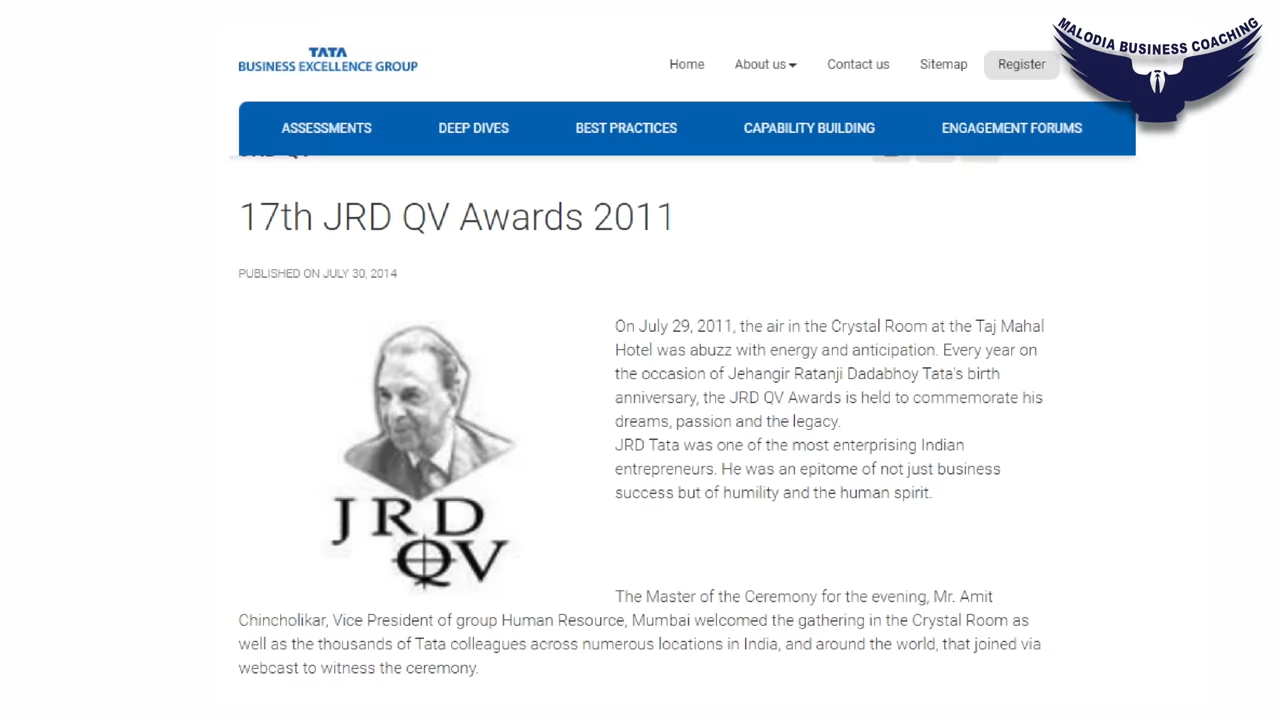 MALODIA BUSINESS COACHING
TATA
BUSINESS EXCELLENCE GROUP
Home About us Contact us Sitemap Register
ASSESSMENTS DEEP DIVES BEST PRACTICES CAPABILITY BUILDING ENGAGEMENT FORUMS
17th JRD QV Awards 2011
PUBLISHED ON JULY 30, 2014
On July 29, 2011, the air in the Crystal Room at the Taj Mahal
Hotel was abuzz with energy and anticipation. Every year on
the occasion of Jehangir Ratanji Dadabhoy Tata's birth
anniversary, the JRD QV Awards is held to commemorate his
dreams, passion and the legacy.
JRD Tata was one of the most enterprising Indian
entrepreneurs. He was an epitome of not just business
success but of humility and the human spirit.
JRD
QV
The Master of the Ceremony for the evening, Mr. Amit
Chincholikar, Vice President of group Human Resource, Mumbai welcomed the gathering in the Crystal Room as
well as the thousands of Tata colleagues across numerous locations in India, and around the world, that joined via
webcast to witness the ceremony.